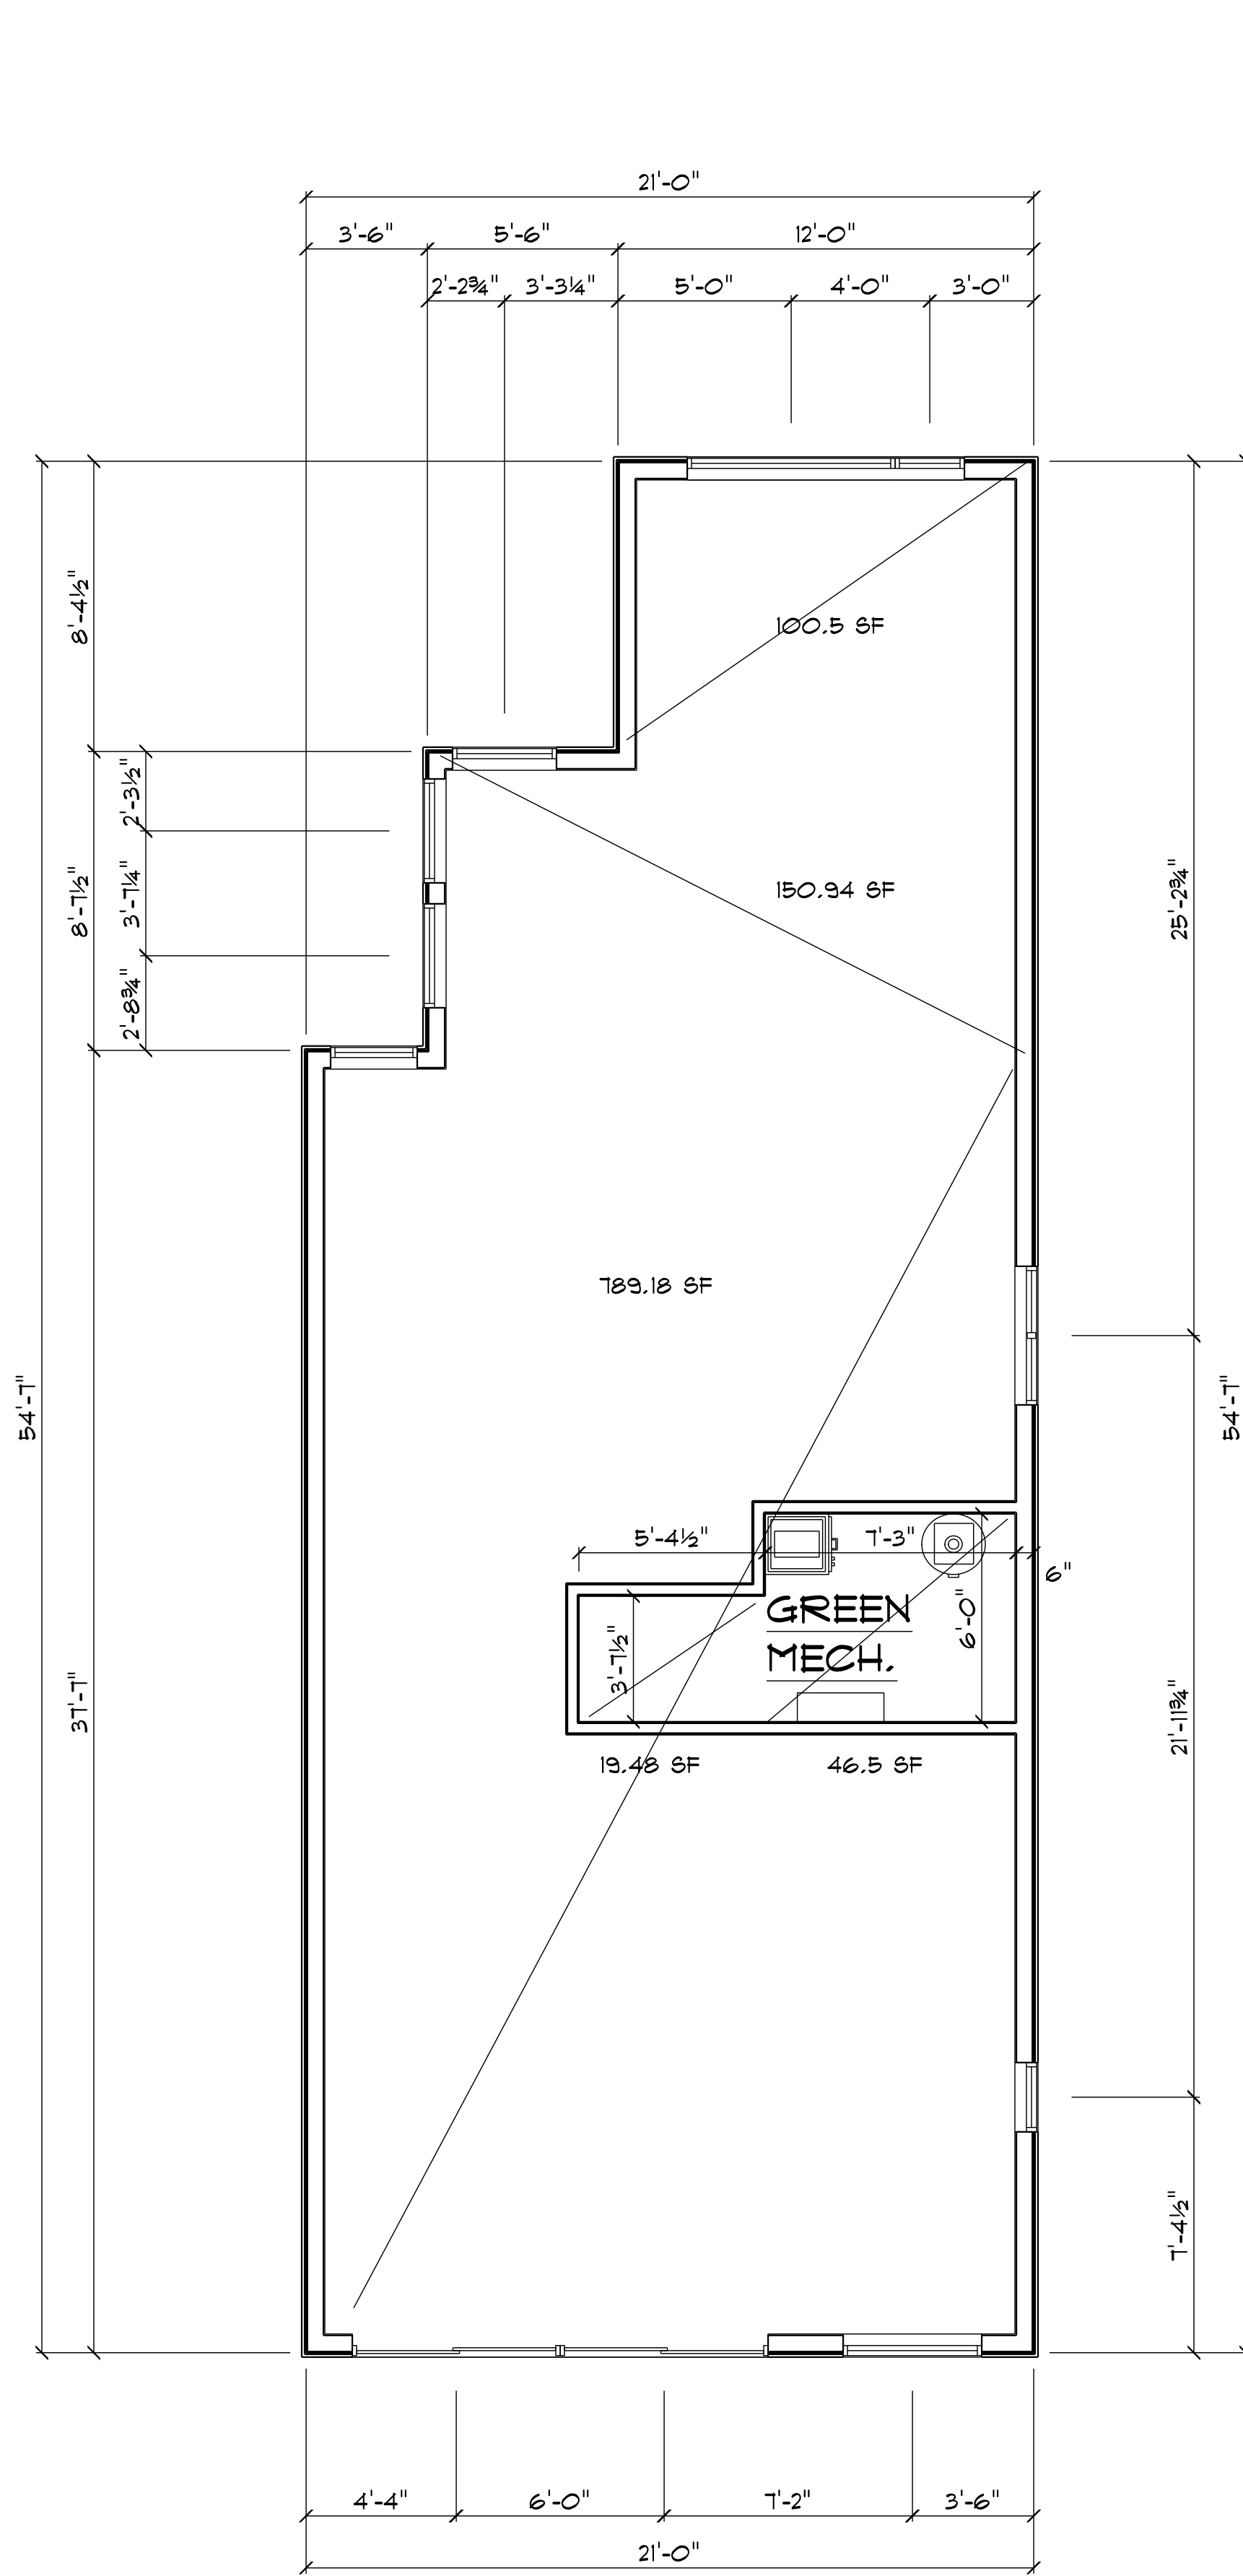 21'-0"
3'-6" 5'-6" 12'-0"
2'-2¾" 3'-3¼" 5'-0" 4'-0" 3'-0"
8'-4½"
100.5 SF
2'-3½"
8'-7½"
3'-7¼"
2'-8¾"
150.94 SF
25'-2¾"
789.18 SF
54'-7"
54'-7"
5'-4½" 7'-3"
6"
GREEN
MECH.
6'-0"
3'-7½"
37'-7"
21'-11¾"
19.48 SF 46.5 SF
7'-4½"
4'-4" 6'-0" 7'-2" 3'-6"
21'-0"